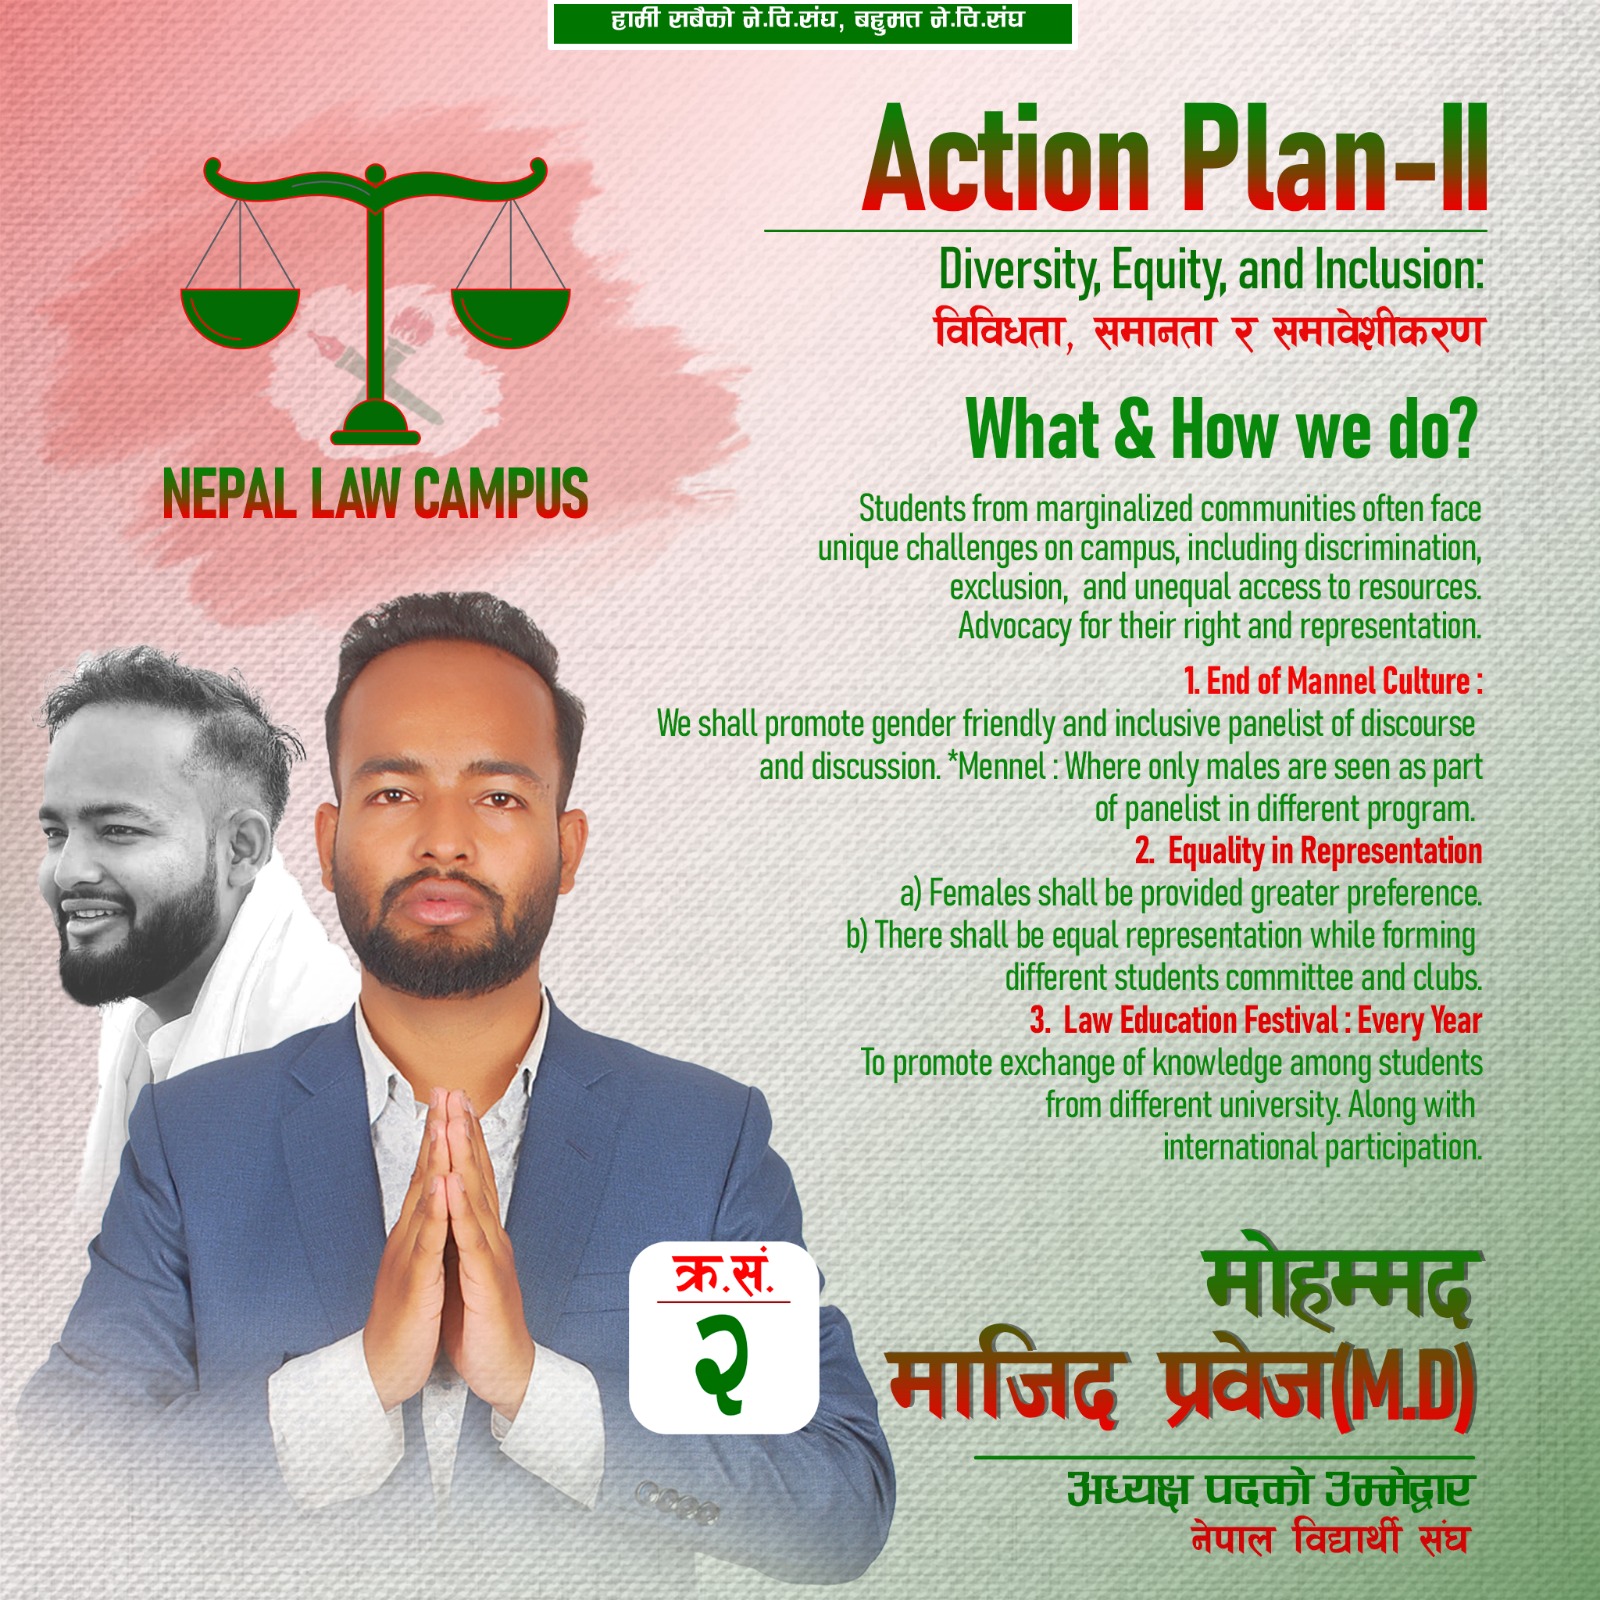 हामी सबैको ने.वि.संघ, बहुमत ने.वि.संघ
Action Plan-II
Diversity, Equity, and Inclusion:
विविधता, समानता र समावेशीकरण
NEPAL LAW CAMPUS
What & How we do?
Students from marginalized communities often face
unique challenges on campus, including discrimination,
exclusion, and unequal access to resources.
Advocacy for their right and representation.
1. End of Mannel Culture :
We shall promote gender friendly and inclusive panelist of discourse
and discussion. *Mennel : Where only males are seen as part
of panelist in different program.
2. Equality in Representation
a) Females shall be provided greater preference.
b) There shall be equal representation while forming
different students committee and clubs.
3. Law Education Festival : Every Year
To promote exchange of knowledge among students
from different university. Along with
international participation.
क्र.सं.
२
मोहम्मद
माजिद प्रवेज(M.D)
अध्यक्ष पदको उम्मेद्वार
नेपाल विद्यार्थी संघ